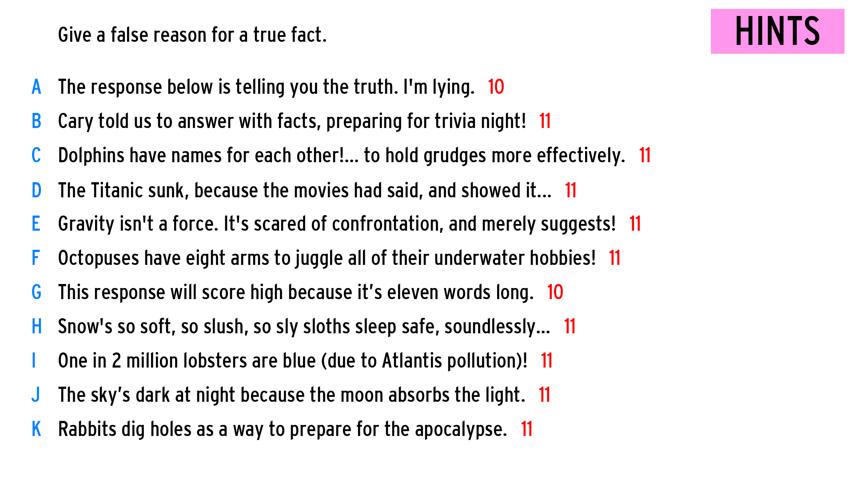 Give a false reason for a true fact.
HINTS
A The response below is telling you the truth. I'm lying. 10
B Cary told us to answer with facts, preparing for trivia night! 11
C Dolphins have names for each other!... to hold grudges more effectively. 11
D The Titanic sunk, because the movies had said, and showed it... 11
E Gravity isn't a force. It's scared of confrontation, and merely suggests! 11
F Octopuses have eight arms to juggle all of their underwater hobbies! 11
G This response will score high because it’s eleven words long. 10
H Snow's so soft, so slush, so sly sloths sleep safe, soundlessly... 11
I One in 2 million lobsters are blue (due to Atlantis pollution)! 11
J The sky’s dark at night because the moon absorbs the light. 11
K Rabbits dig holes as a way to prepare for the apocalypse. 11